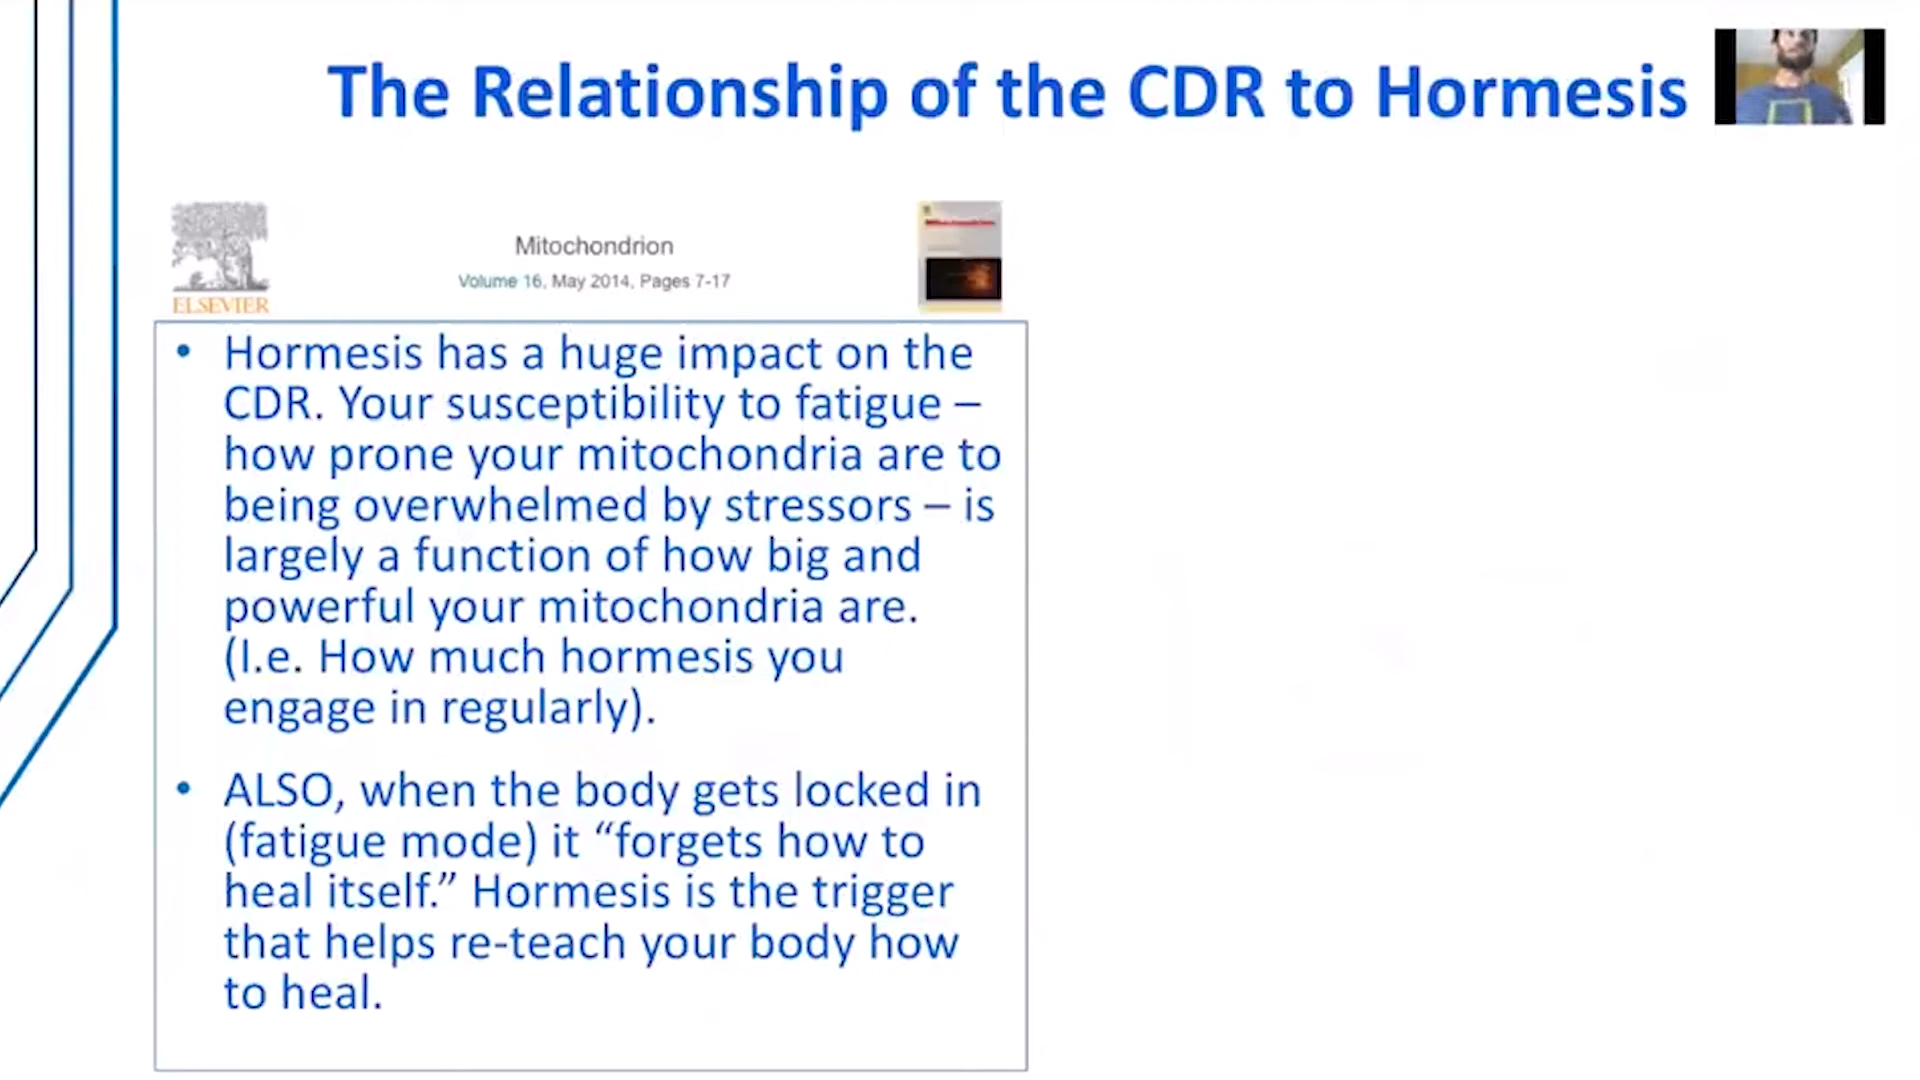 The Relationship of the CDR to Hormesis
Mitochondrion
Volume 16, May 2014, Pages 7-17
ELSEVIER
• Hormesis has a huge impact on the
CDR. Your susceptibility to fatigue –
how prone your mitochondria are to
being overwhelmed by stressors – is
largely a function of how big and
powerful your mitochondria are.
(I.e. How much hormesis you
engage in regularly).
• ALSO, when the body gets locked in
(fatigue mode) it “forgets how to
heal itself.” Hormesis is the trigger
that helps re-teach your body how
to heal.